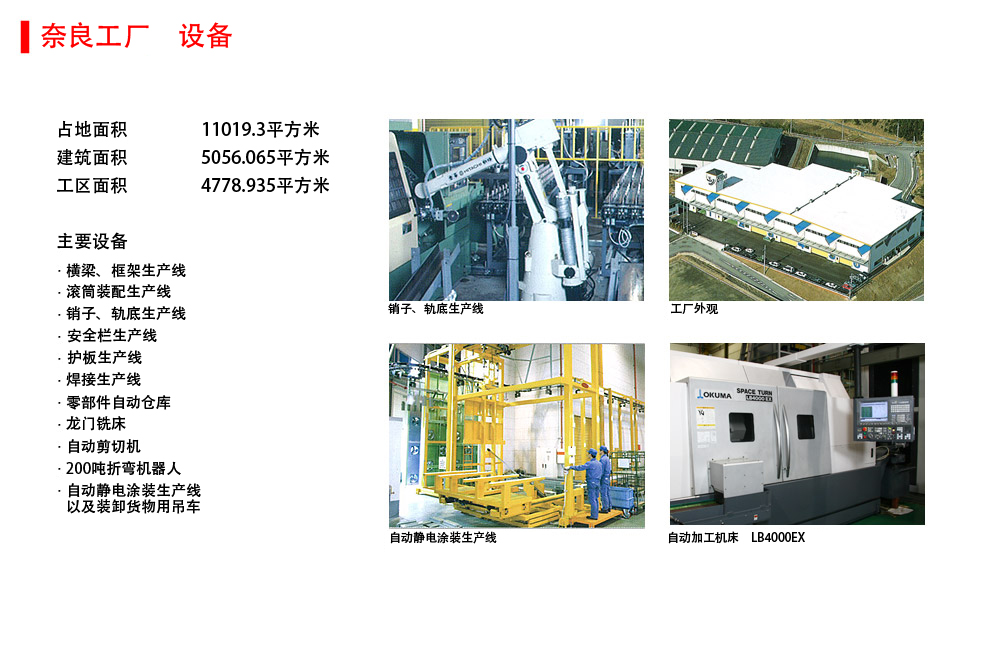 奈良工厂 设备
占地面积 11019.3平方米
建筑面积 5056.065平方米
工区面积 4778.935平方米
主要设备
· 横梁、框架生产线
· 滚筒装配生产线
· 销子、轨底生产线
· 安全栏生产线
· 护板生产线
· 焊接生产线
· 零部件自动仓库
· 龙门铣床
· 自动剪切机
· 200吨折弯机器人
· 自动静电涂装生产线
以及装卸货物用吊车
HITACHI
销子、轨底生产线
工厂外观
自动静电涂装生产线
OKUMA
SPACE TURN
LB4000 EX
自动加工机床 LB4000EX